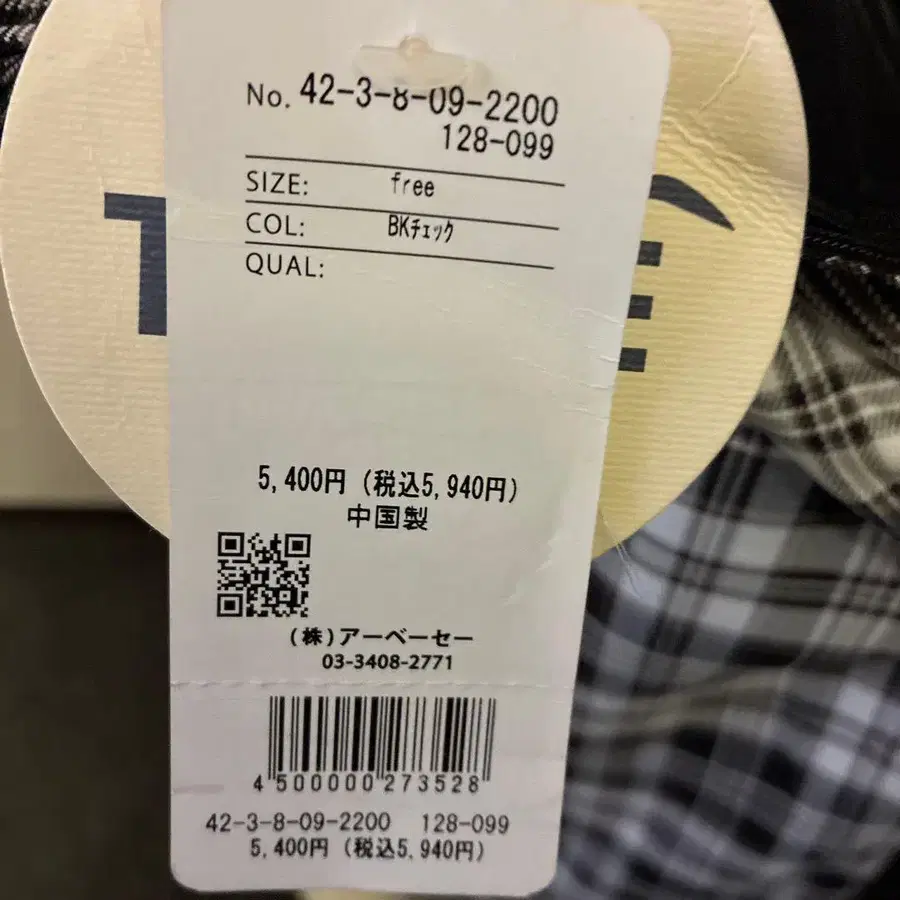 No. 42-3-8-09-2200
128-099
SIZE: free
COL: BKﾁｪｯｸ
QUAL:
5,400円 (税込5,940円)
中国製
(株)アーベーセー
03-3408-2771
4 500000 273528
42-3-8-09-2200 128-099
5,400円 (税込5,940円)